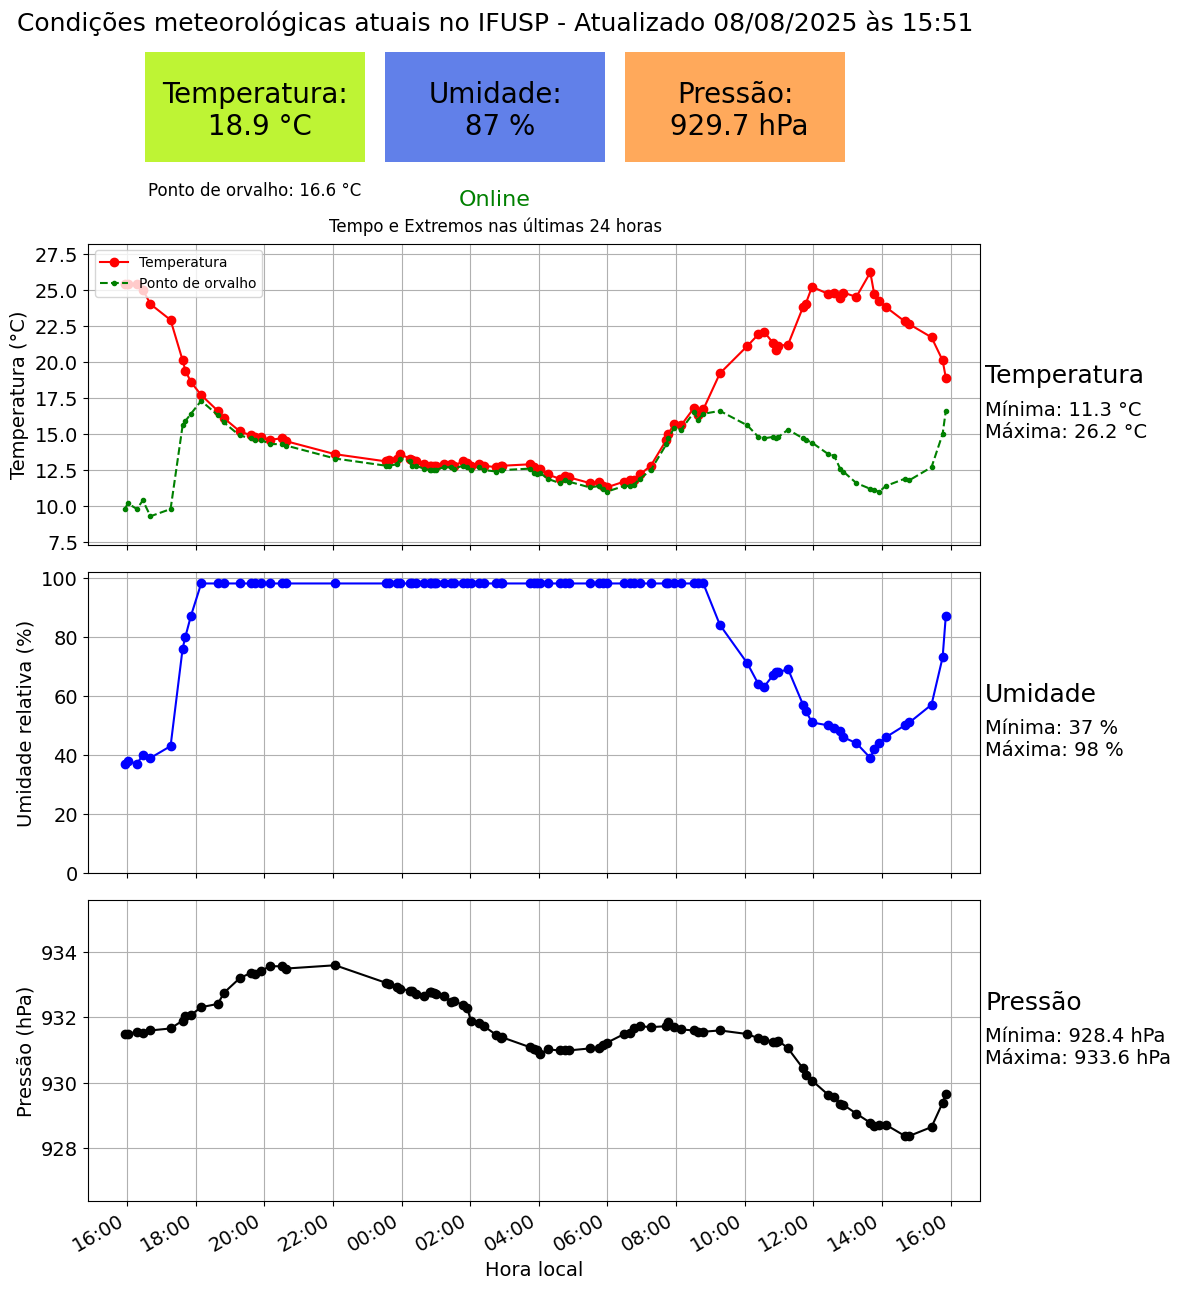 Condições meteorológicas atuais no IFUSP - Atualizado 08/08/2025 às 15:51
Temperatura:
18.9 °C
Umidade:
87 %
Pressão:
929.7 hPa
Ponto de orvalho: 16.6 °C
Online
Tempo e Extremos nas últimas 24 horas
Temperatura
Ponto de orvalho
Temperatura (°C)
27.5
25.0
22.5
20.0
17.5
15.0
12.5
10.0
7.5
Temperatura
Mínima: 11.3 °C
Máxima: 26.2 °C
Umidade relativa (%)
100
80
60
40
20
0
Umidade
Mínima: 37 %
Máxima: 98 %
Pressão (hPa)
934
932
930
928
Pressão
Mínima: 928.4 hPa
Máxima: 933.6 hPa
16:00 18:00 20:00 22:00 00:00 02:00 04:00 06:00 08:00 10:00 12:00 14:00 16:00
Hora local